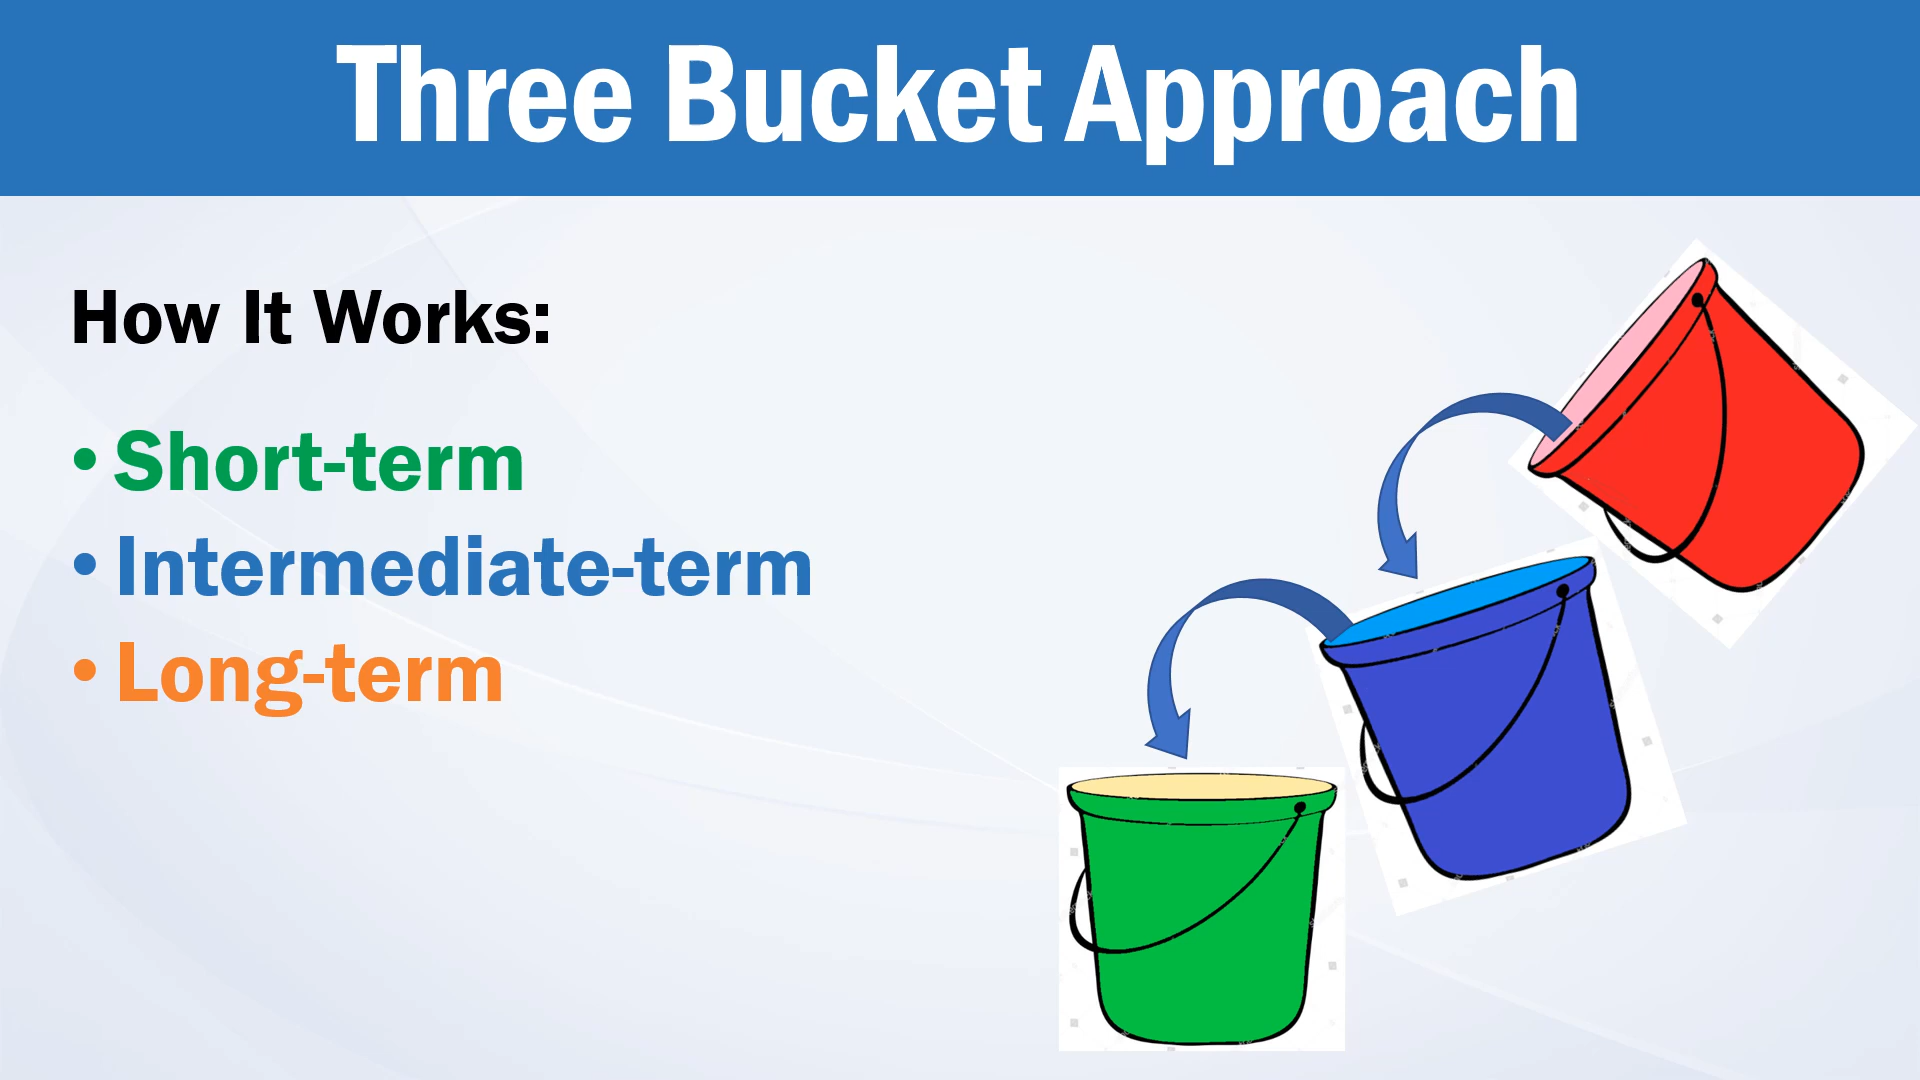 Three Bucket Approach
How It Works:
• Short-term
• Intermediate-term
• Long-term